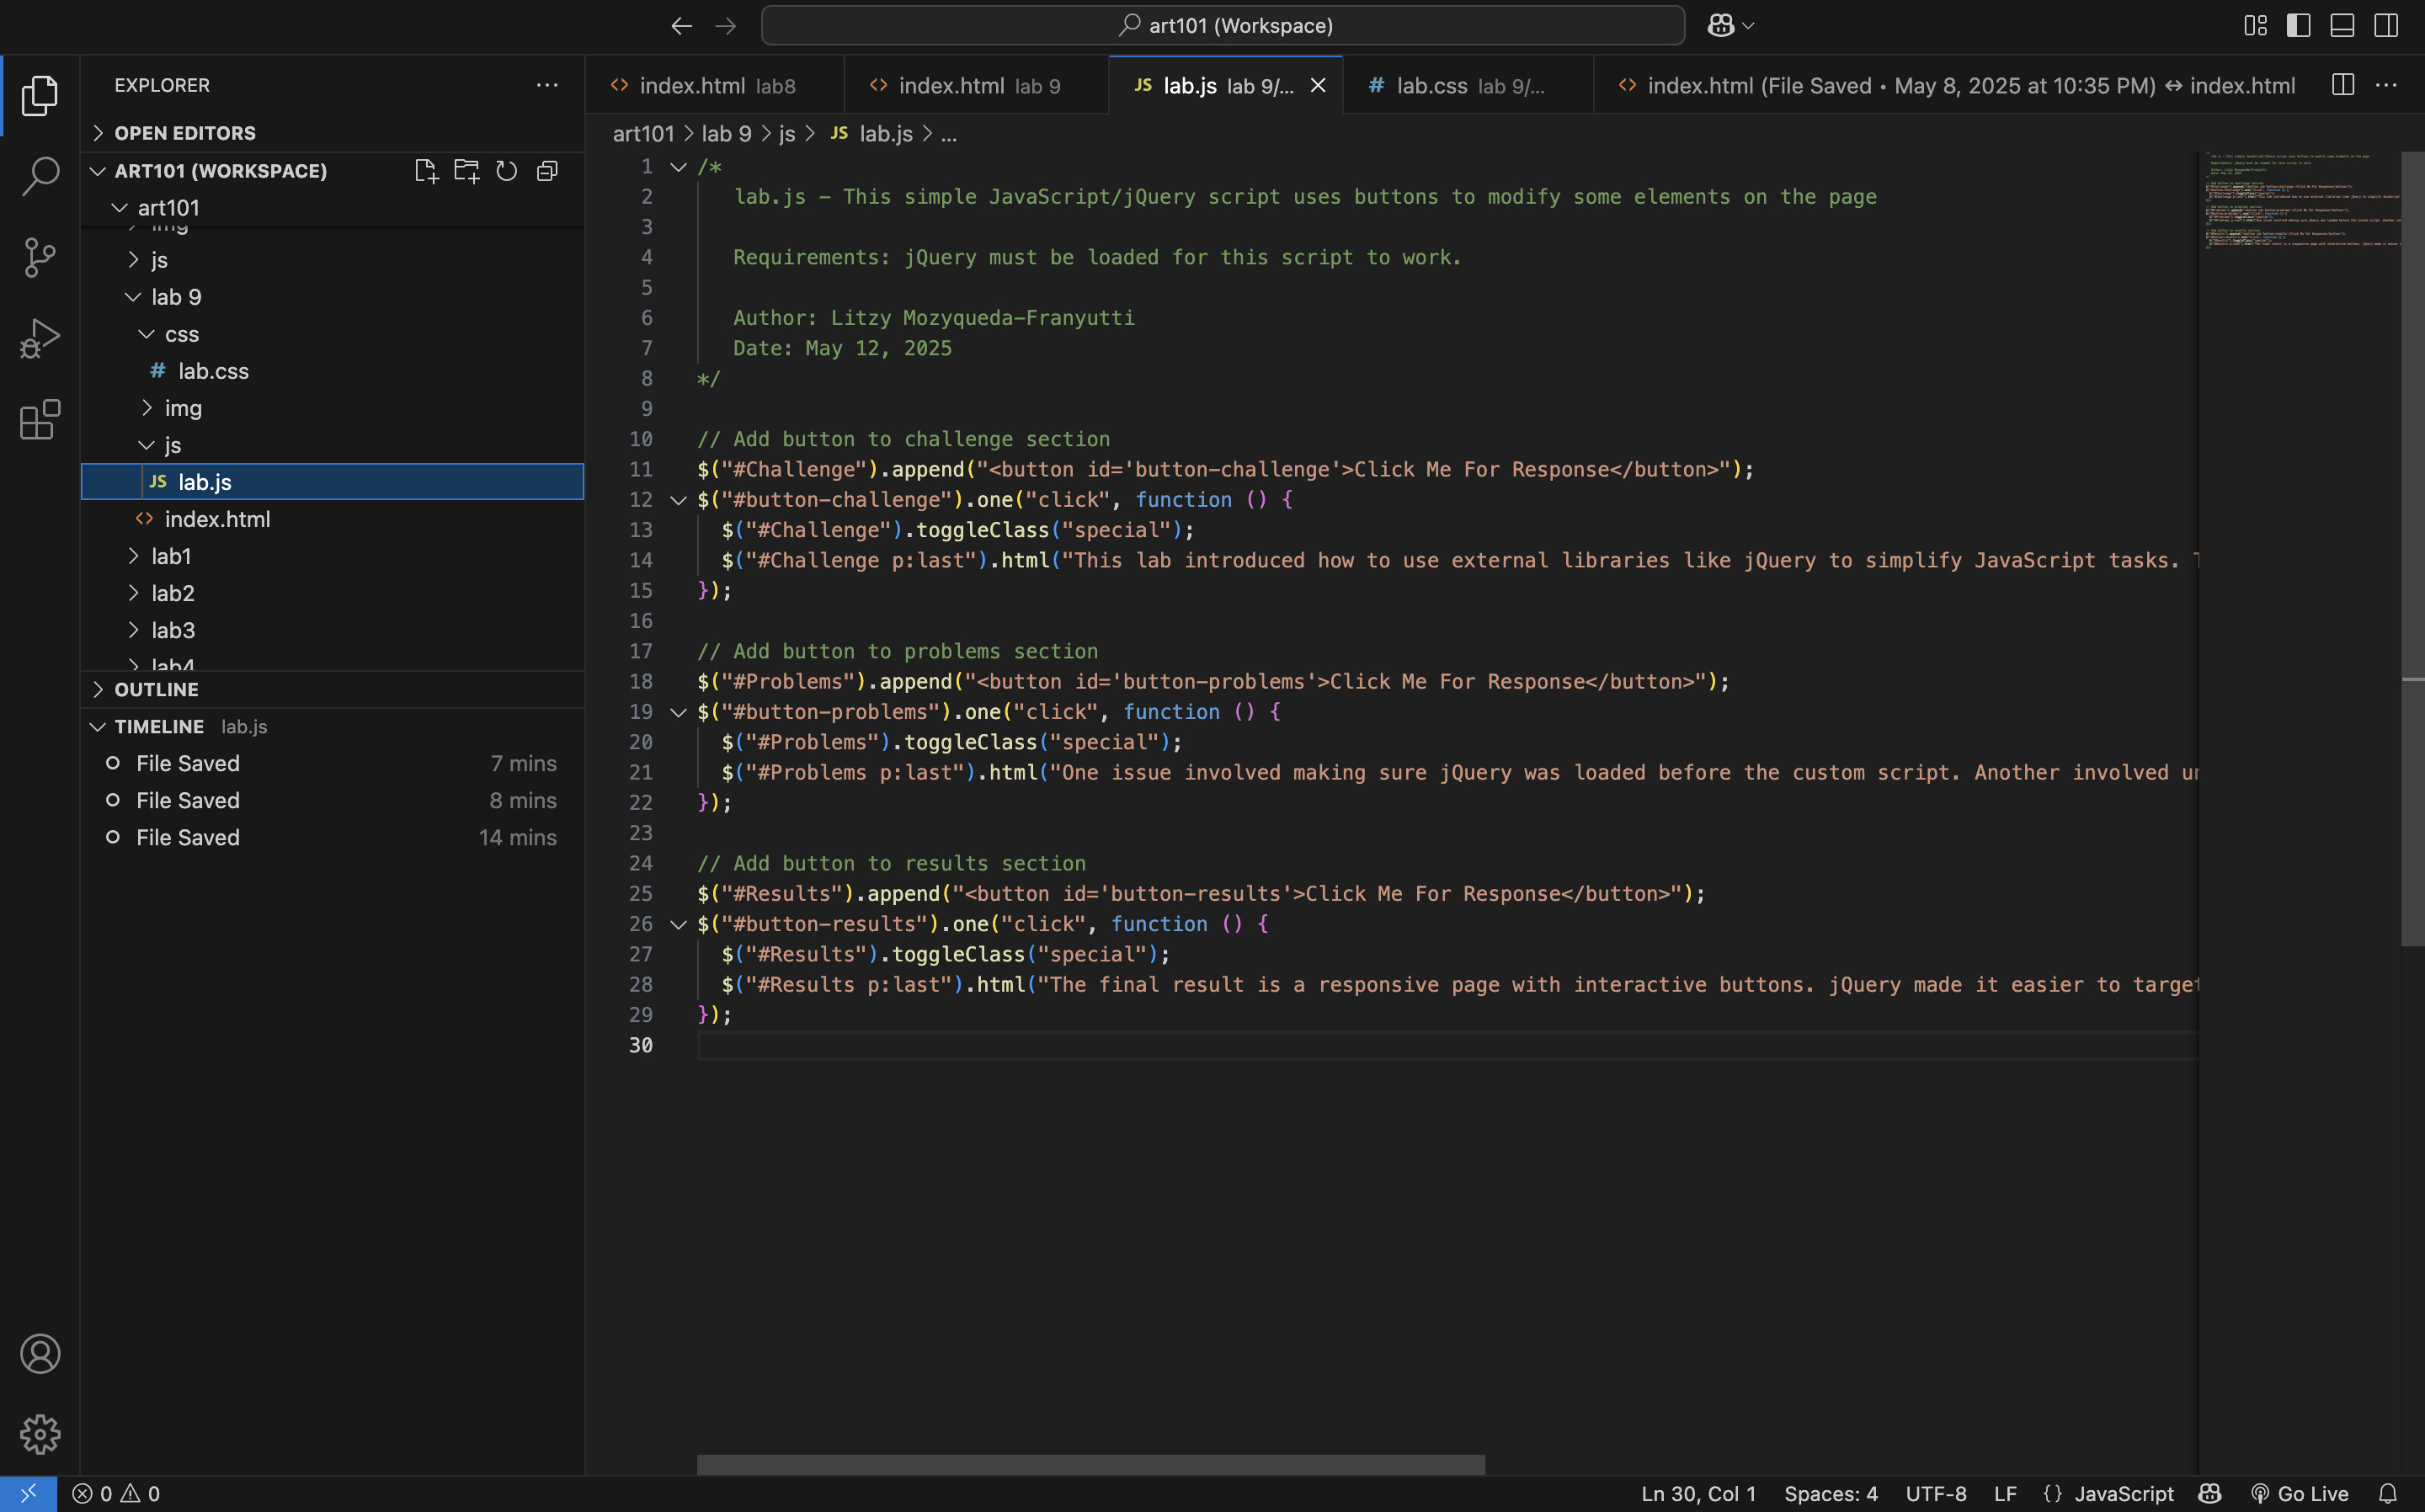 art101 (Workspace)
EXPLORER
OPEN EDITORS
ART101 (WORKSPACE)
art101
img
js
lab 9
css
# lab.css
img
js
JS lab.js
<> index.html
lab1
lab2
lab3
lab4
OUTLINE
TIMELINE lab.js
File Saved 7 mins
File Saved 8 mins
File Saved 14 mins
<> index.html lab8
<> index.html lab 9
JS lab.js lab 9/...
# lab.css lab 9/...
<> index.html (File Saved • May 8, 2025 at 10:35 PM) ↔ index.html
art101 > lab 9 > js > JS lab.js > ...
1 /*
2 lab.js – This simple JavaScript/jQuery script uses buttons to modify some elements on the page
3
4 Requirements: jQuery must be loaded for this script to work.
5
6 Author: Litzy Mozyqueda-Franyutti
7 Date: May 12, 2025
8 */
9
10 // Add button to challenge section
11 $("#Challenge").append("<button id='button-challenge'>Click Me For Response</button>");
12 $("#button-challenge").one("click", function () {
13 $("#Challenge").toggleClass("special");
14 $("#Challenge p:last").html("This lab introduced how to use external libraries like jQuery to simplify JavaScript tasks.
15 });
16
17 // Add button to problems section
18 $("#Problems").append("<button id='button-problems'>Click Me For Response</button>");
19 $("#button-problems").one("click", function () {
20 $("#Problems").toggleClass("special");
21 $("#Problems p:last").html("One issue involved making sure jQuery was loaded before the custom script. Another involved
22 });
23
24 // Add button to results section
25 $("#Results").append("<button id='button-results'>Click Me For Response</button>");
26 $("#button-results").one("click", function () {
27 $("#Results").toggleClass("special");
28 $("#Results p:last").html("The final result is a responsive page with interactive buttons. jQuery made it easier to target
29 });
30
0 0
Ln 30, Col 1 Spaces: 4 UTF-8 LF {} JavaScript Go Live